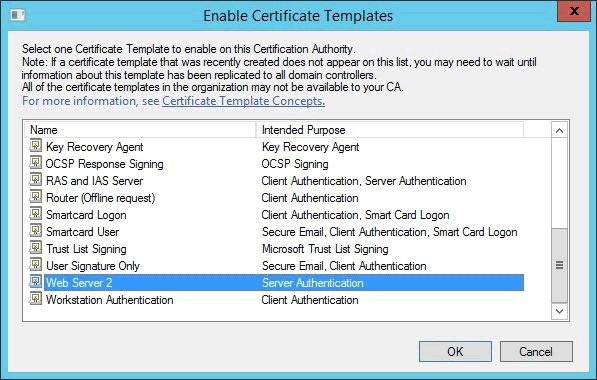 Enable Certificate Templates
x
Select one Certificate Template to enable on this Certification Authority.
Note: If a certificate template that was recently created does not appear on this list, you may need to wait until
information about this template has been replicated to all domain controllers.
All of the certificate templates in the organization may not be available to your CA.
For more information, see Certificate Template Concepts.
Name Intended Purpose
Key Recovery Agent Key Recovery Agent
OCSP Response Signing OCSP Signing
RAS and IAS Server Client Authentication, Server Authentication
Router (Offline request) Client Authentication
Smartcard Logon Client Authentication, Smart Card Logon
Smartcard User Secure Email, Client Authentication, Smart Card Logon
Trust List Signing Microsoft Trust List Signing
User Signature Only Secure Email, Client Authentication
Web Server 2 Server Authentication
Workstation Authentication Client Authentication
OK Cancel